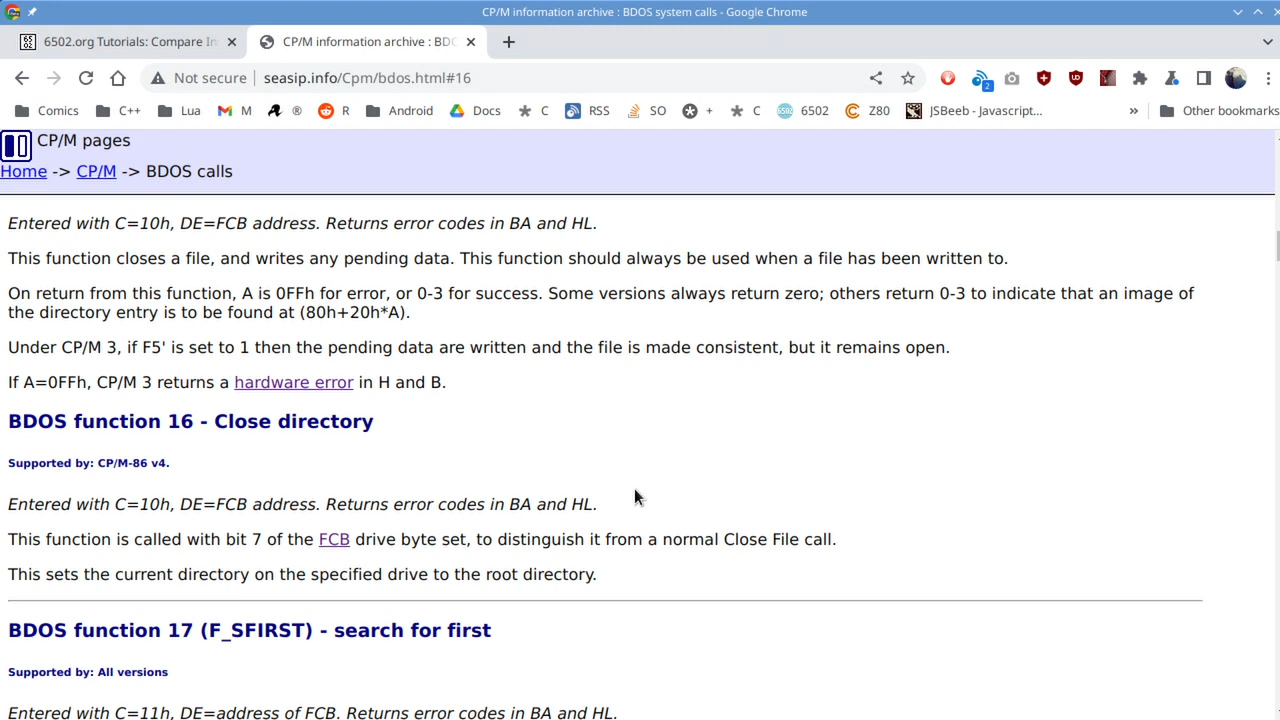 CP/M information archive : BDOS system calls - Google Chrome
6502.org Tutorials: Compare In
CP/M information archive : BDO
Not secure seasip.info/Cpm/bdos.html#16
2
Comics C++ Lua M M ® R Android Docs C RSS SO + C 6502 Z80 JSBeeb - Javascript... » Other bookmarks
CP/M pages
Home -> CP/M -> BDOS calls
Entered with C=10h, DE=FCB address. Returns error codes in BA and HL.
This function closes a file, and writes any pending data. This function should always be used when a file has been written to.
On return from this function, A is 0FFh for error, or 0-3 for success. Some versions always return zero; others return 0-3 to indicate that an image of
the directory entry is to be found at (80h+20h*A).
Under CP/M 3, if F5' is set to 1 then the pending data are written and the file is made consistent, but it remains open.
If A=0FFh, CP/M 3 returns a hardware error in H and B.
BDOS function 16 - Close directory
Supported by: CP/M-86 v4.
Entered with C=10h, DE=FCB address. Returns error codes in BA and HL.
This function is called with bit 7 of the FCB drive byte set, to distinguish it from a normal Close File call.
This sets the current directory on the specified drive to the root directory.
BDOS function 17 (F_SFIRST) - search for first
Supported by: All versions
Entered with C=11h, DE=address of FCB. Returns error codes in BA and HL.